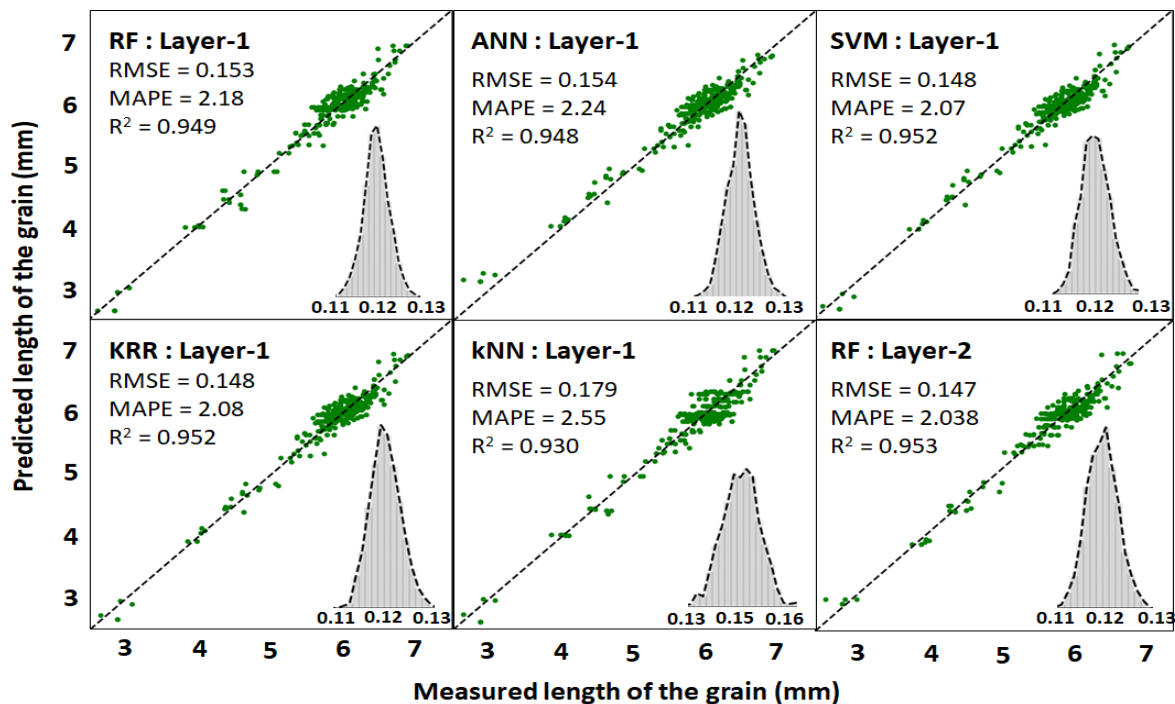 Predicted length of the grain (mm)
7
6
5
4
3
RF : Layer-1
RMSE = 0.153
MAPE = 2.18
R² = 0.949
0.11 0.12 0.13
ANN : Layer-1
RMSE = 0.154
MAPE = 2.24
R² = 0.948
0.11 0.12 0.13
SVM : Layer-1
RMSE = 0.148
MAPE = 2.07
R² = 0.952
0.11 0.12 0.13
7
6
5
4
3
KRR : Layer-1
RMSE = 0.148
MAPE = 2.08
R² = 0.952
0.11 0.12 0.13
kNN : Layer-1
RMSE = 0.179
MAPE = 2.55
R² = 0.930
0.13 0.15 0.16
RF : Layer-2
RMSE = 0.147
MAPE = 2.038
R² = 0.953
0.11 0.12 0.13
3 4 5 6 7 3 4 5 6 7 3 4 5 6 7
Measured length of the grain (mm)